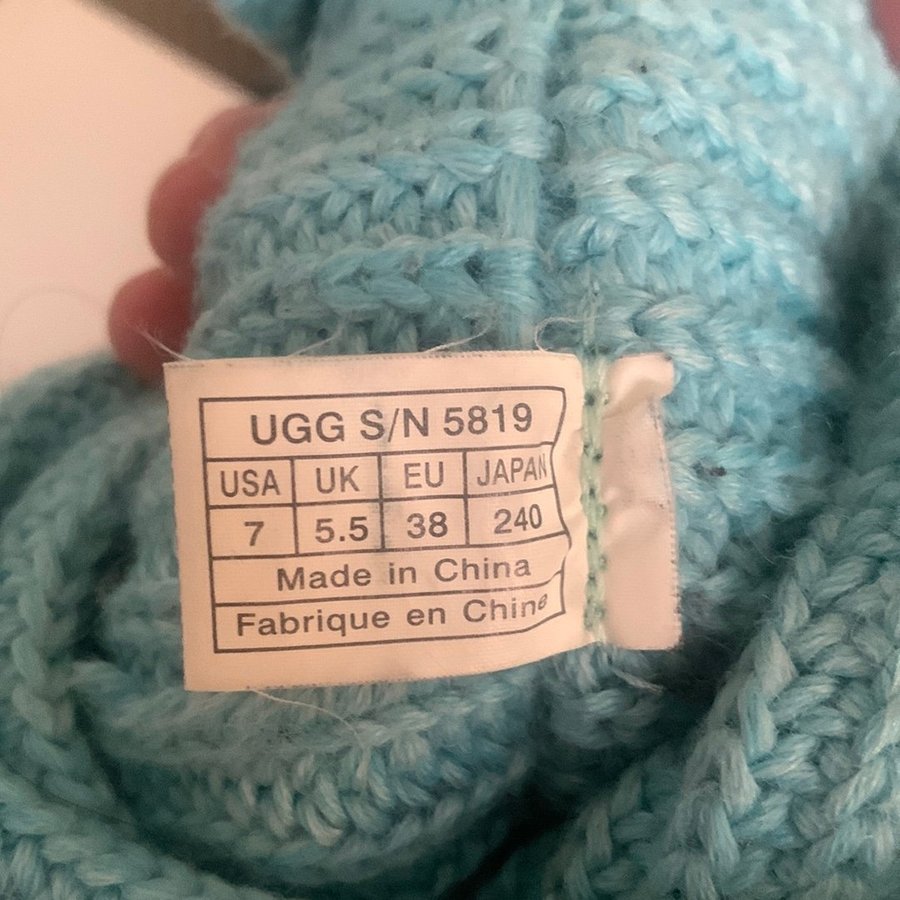 UGG S/N 5819
USA UK EU JAPAN
7 5.5 38 240
Made in China
Fabrique en Chine